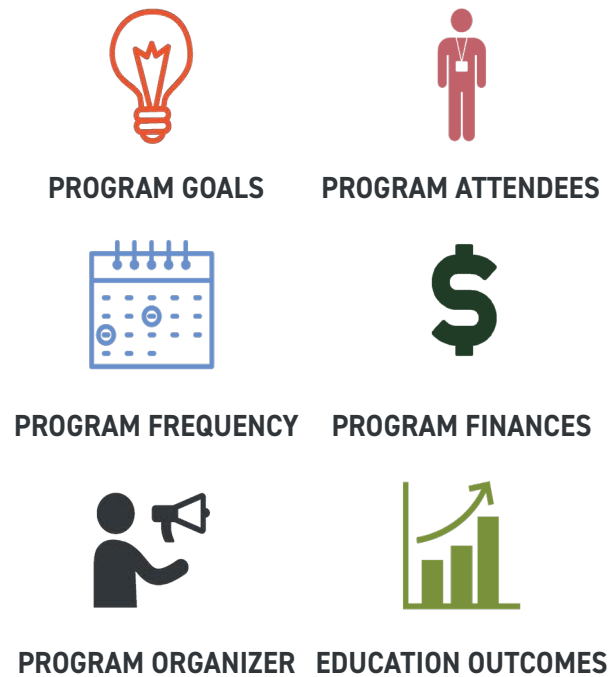 PROGRAM GOALS
PROGRAM ATTENDEES
PROGRAM FREQUENCY
PROGRAM FINANCES
PROGRAM ORGANIZER
EDUCATION OUTCOMES